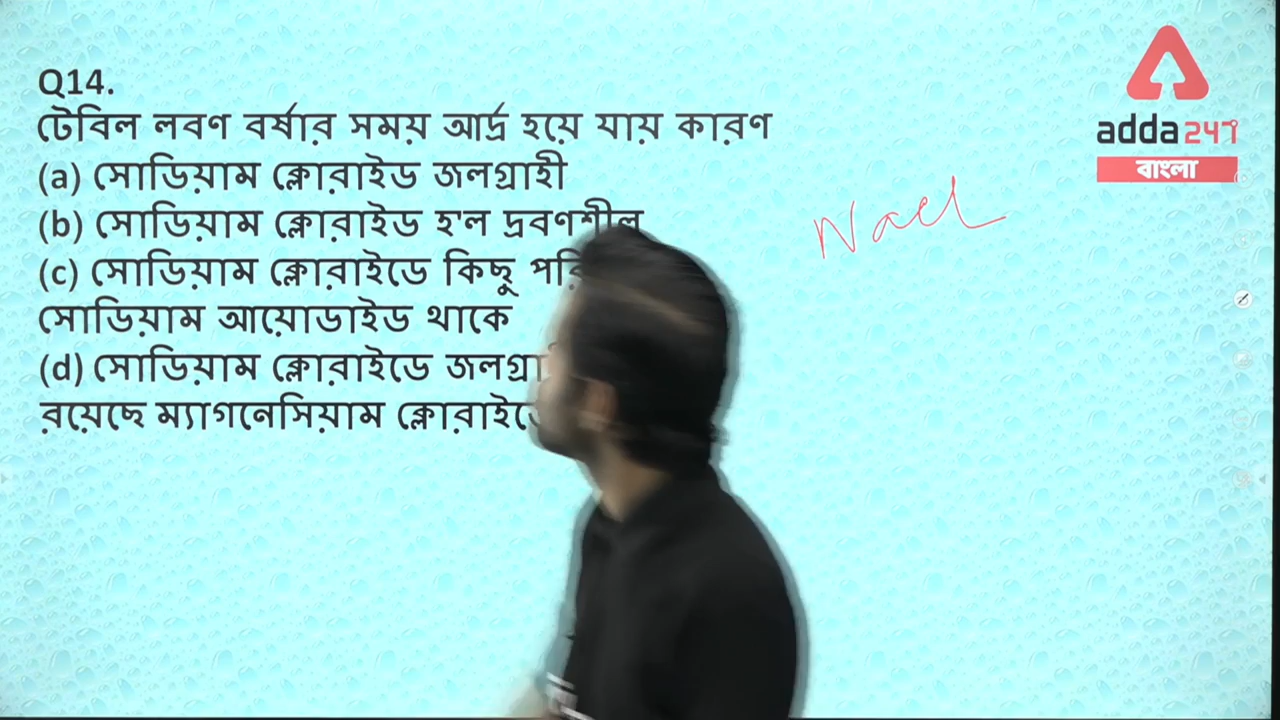 Q14.
টেবিল লবণ বর্ষার সময় আর্দ্র হয়ে যায় কারণ
(a) সোডিয়াম ক্লোরাইড জলগ্রাহী
(b) সোডিয়াম ক্লোরাইড হ'ল দ্রবণশীল
(c) সোডিয়াম ক্লোরাইডে কিছু
সোডিয়াম আয়োডাইড থাকে
(d) সোডিয়াম ক্লোরাইডে
রয়েছে ম্যাগনেসিয়াম
NaCl
adda247
বাংলা